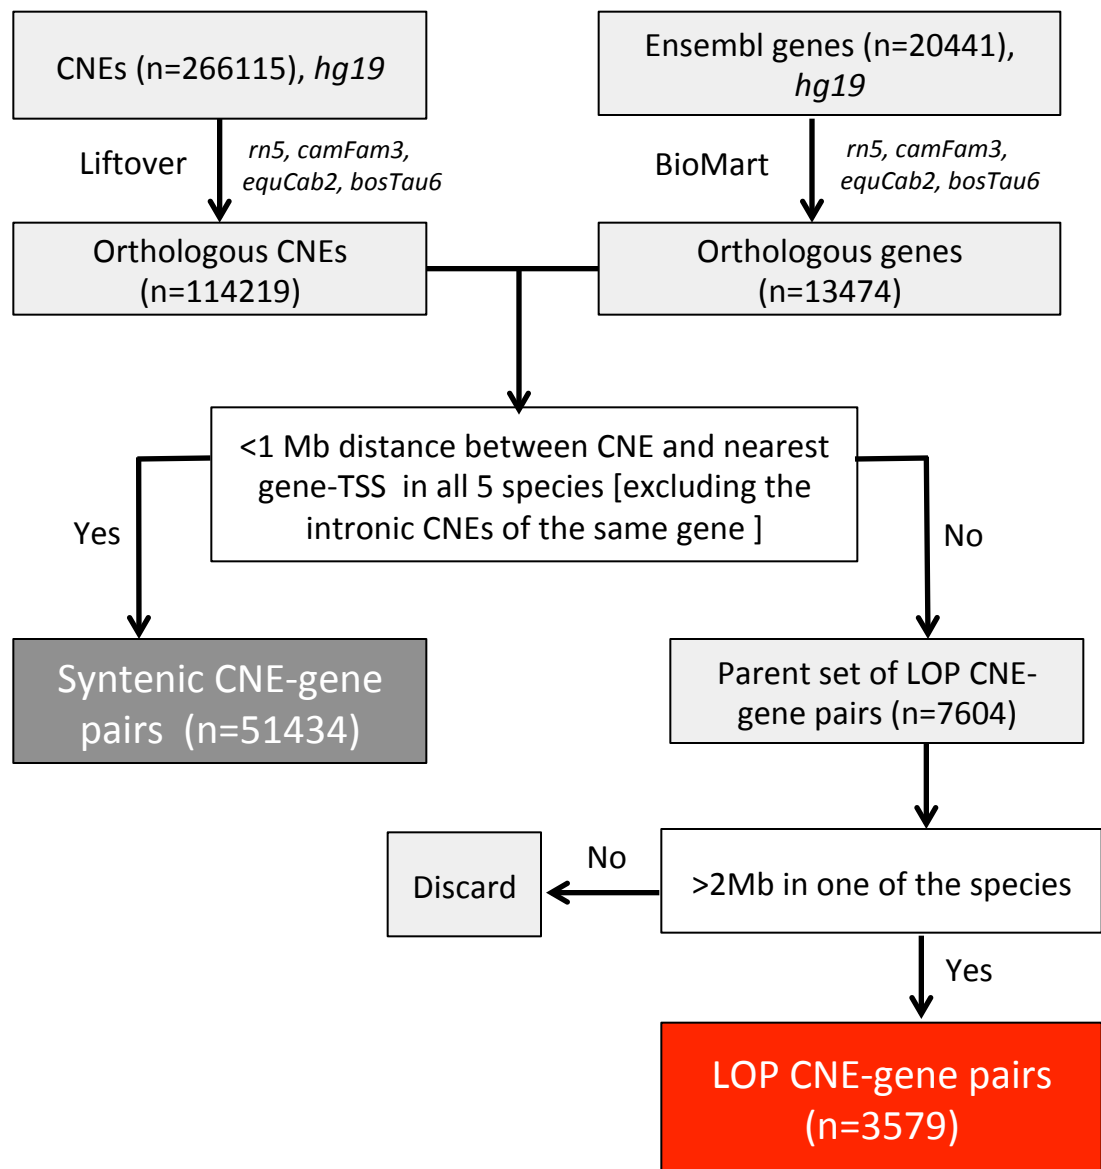 CNEs (n=266115), hg19
Ensembl genes (n=20441),
hg19
Liftover
rn5, camFam3,
equCab2, bosTau6
BioMart
rn5, camFam3,
equCab2, bosTau6
Orthologous CNEs
(n=114219)
Orthologous genes
(n=13474)
<1 Mb distance between CNE and nearest
gene-TSS in all 5 species [excluding the
intronic CNEs of the same gene ]
Yes
No
Syntenic CNE-gene
pairs (n=51434)
Parent set of LOP CNE-
gene pairs (n=7604)
No
Discard
>2Mb in one of the species
Yes
LOP CNE-gene pairs
(n=3579)